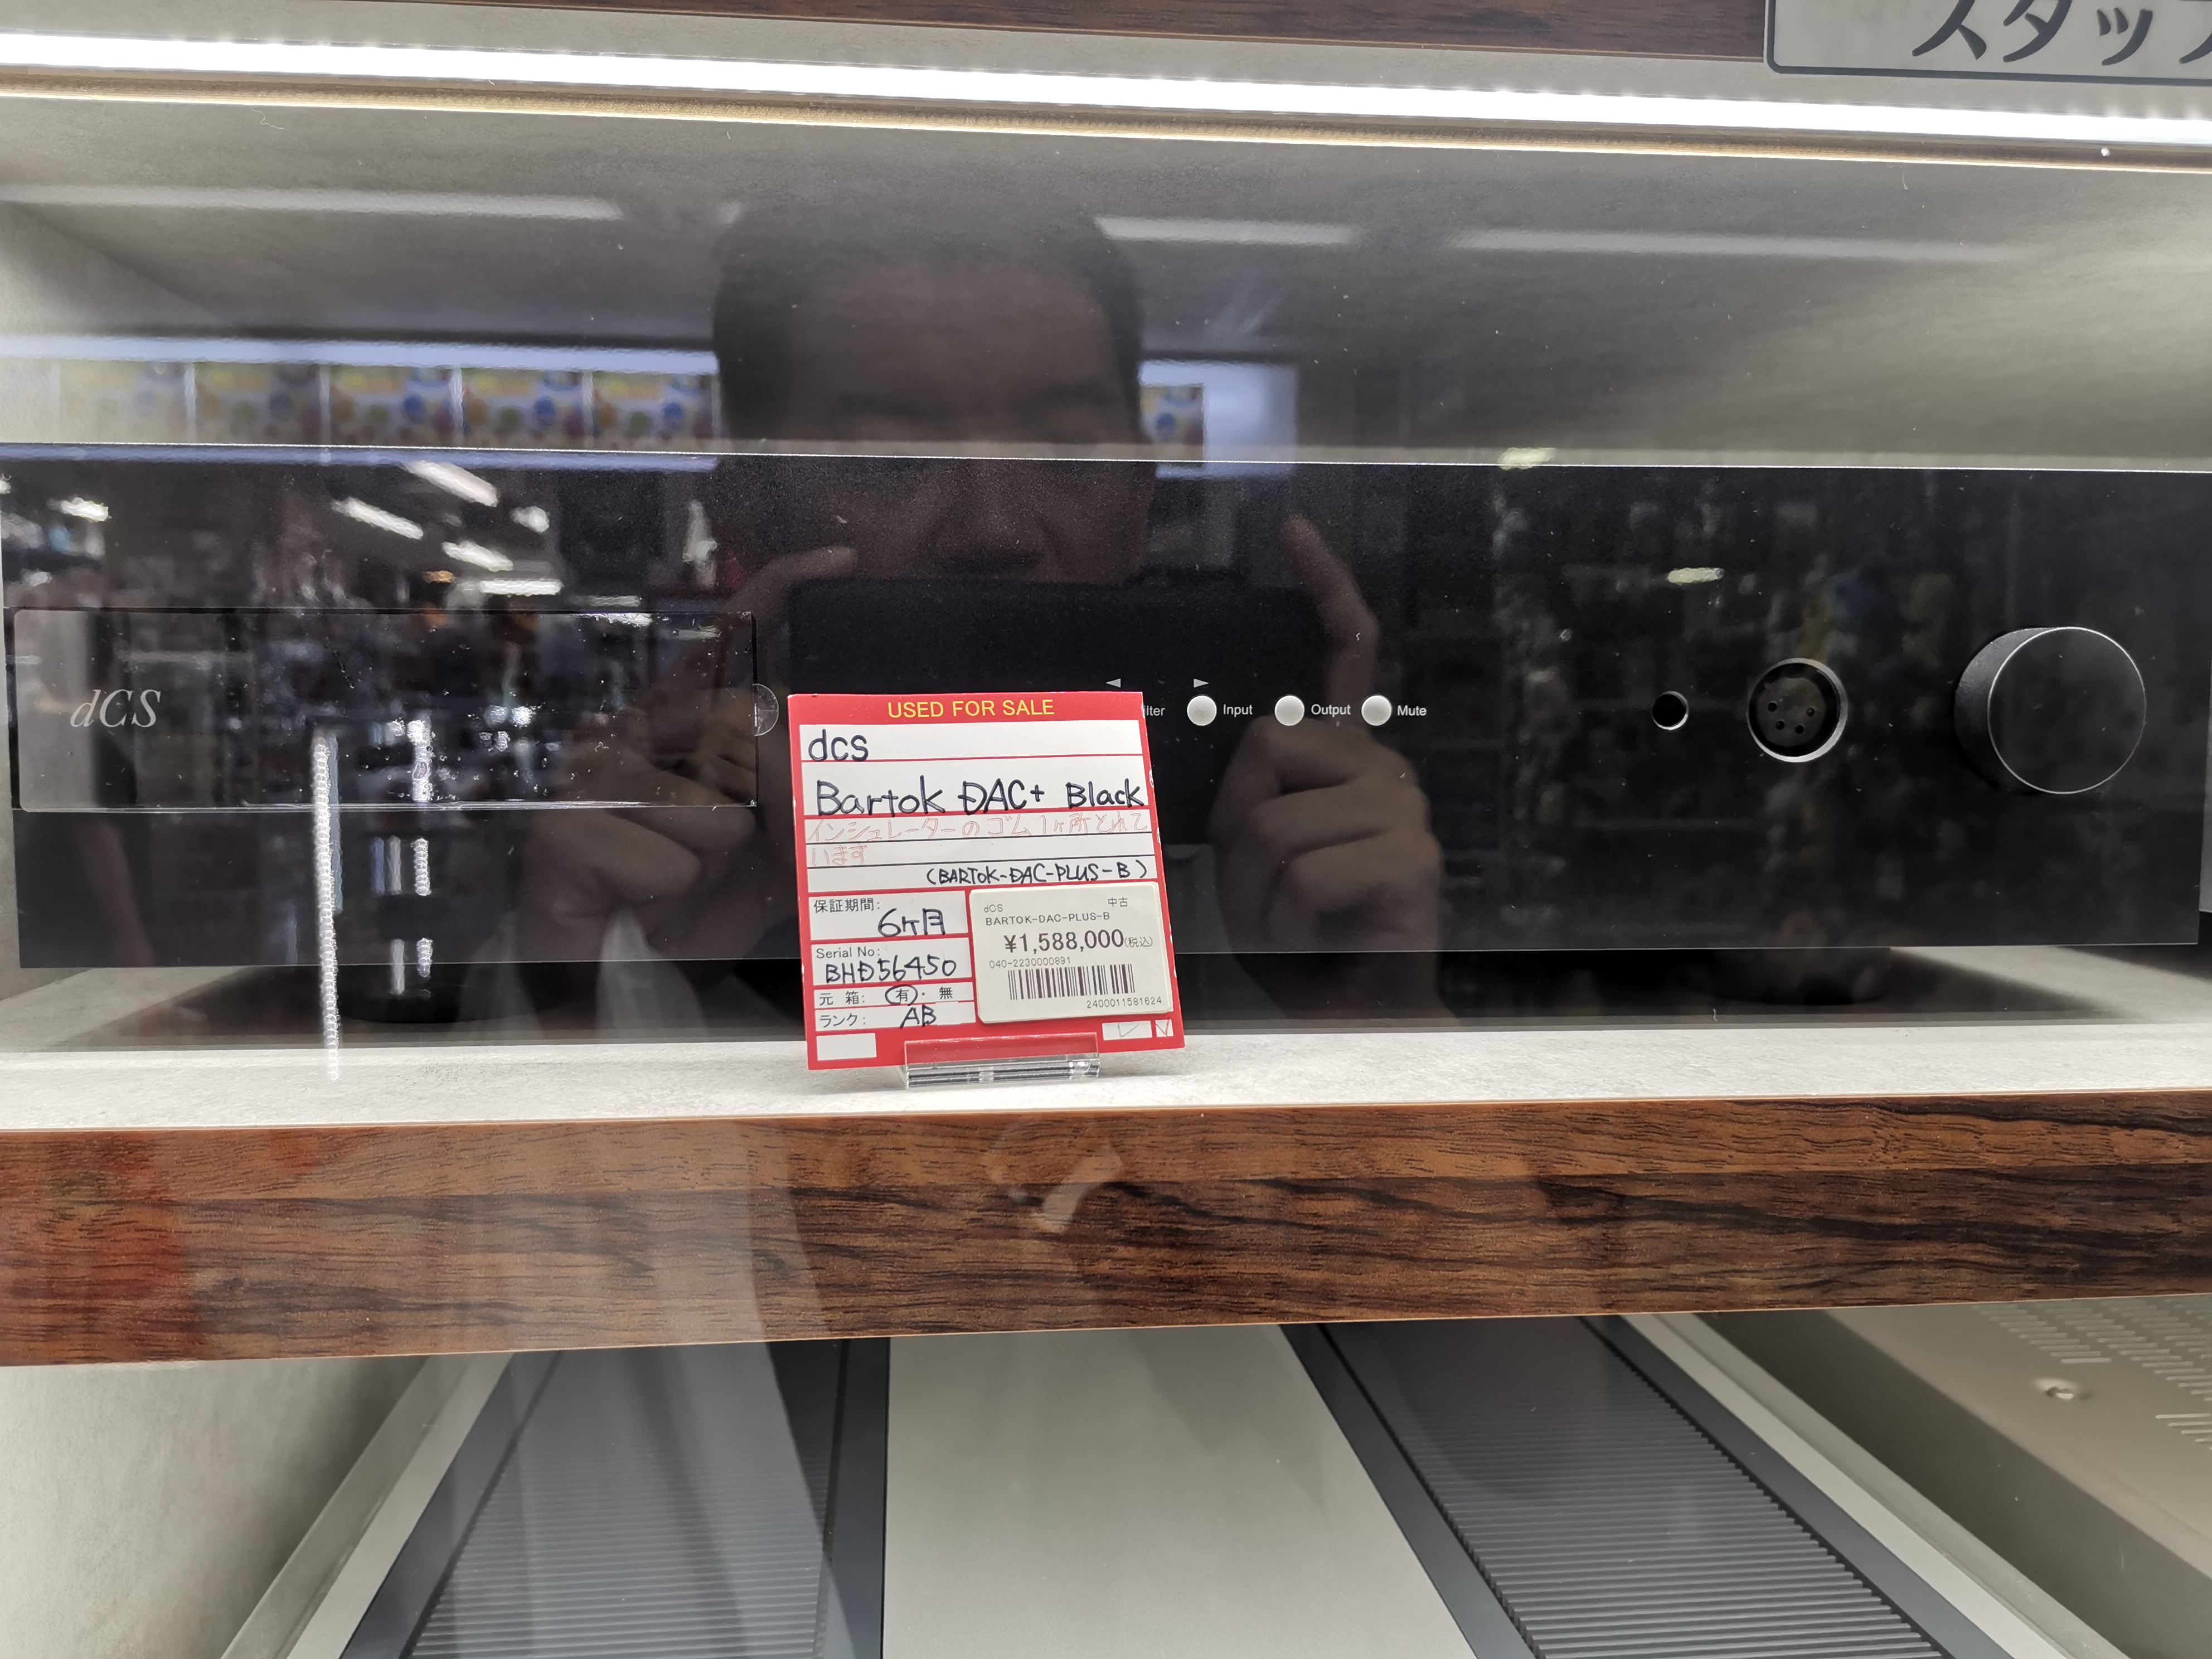 スタッフ
dCS
Input
Output
Mute
USED FOR SALE
dcs
Bartok DAC+ Black
インシュレーターのゴム1ヶ所とれて
います
(BARTOK-DAC-PLUS-B)
保証期間:
6ヶ月
Serial No:
BHD56450
元 箱: 有・無
ランク: AB
dCS 中古
BARTOK-DAC-PLUS-B
¥1,588,000(税込)
040-2230000891
2400011581624